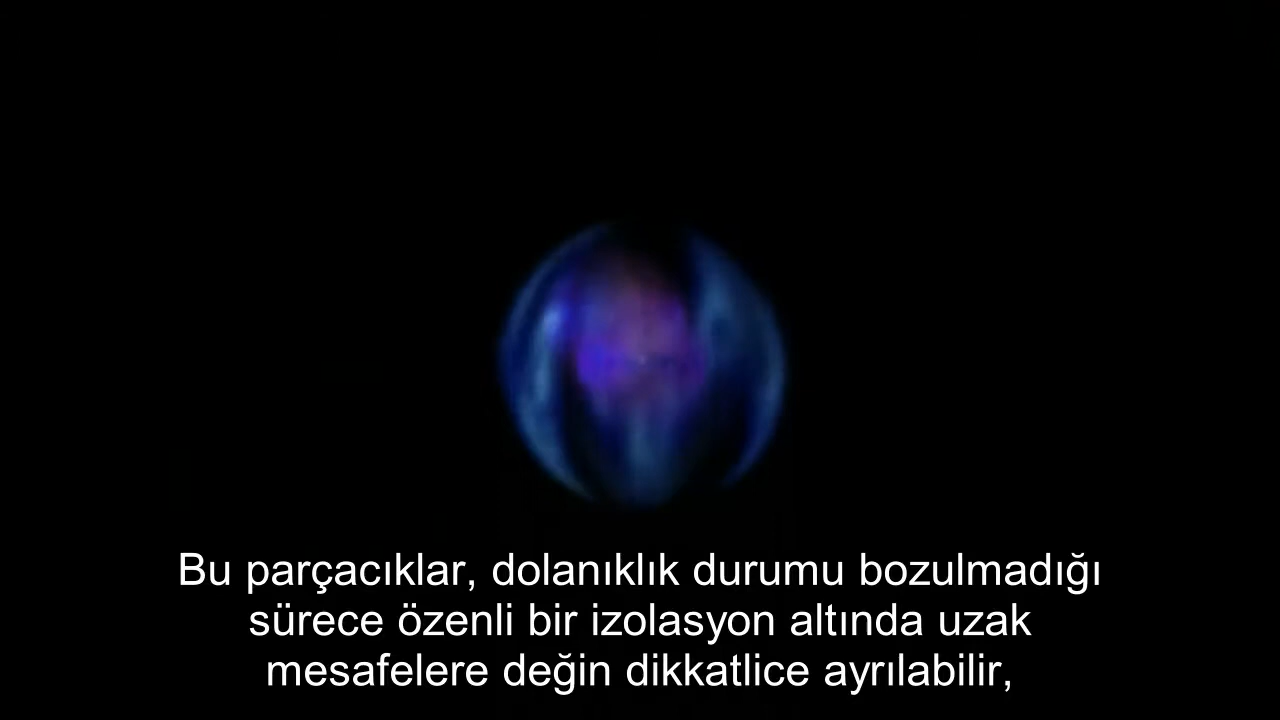 Bu parçacıklar, dolanıklık durumu bozulmadığı
sürece özenli bir izolasyon altında uzak
mesafelere değin dikkatlice ayrılabilir,